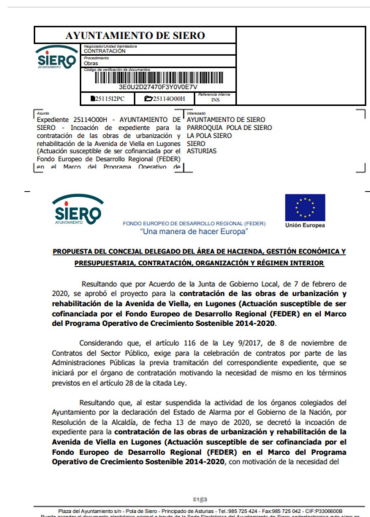 AYUNTAMIENTO DE SIERO
SIERO
AYUNTAMIENTO
Negociado/Unidad tramitadora
CONTRATACIÓN
Procedimiento
Obras
Código de verificación de documentos
3E0U2D27470F3Y0V0E7V
25115I2PC
25114O00H
Referencia interna
INS
Asunto
Expediente 25114O00H - AYUNTAMIENTO DE
SIERO - Incoación de expediente para la
contratación de las obras de urbanización y
rehabilitación de la Avenida de Viella en Lugones
(Actuación susceptible de ser cofinanciada por el
Fondo Europeo de Desarrollo Regional (FEDER)
en el Marco del Programa Operativo de
Interesado
AYUNTAMIENTO DE SIERO
PARROQUIA POLA DE SIERO
LA POLA SIERO
SIERO
ASTURIAS
SIERO
AYUNTAMIENTO
FONDO EUROPEO DE DESARROLLO REGIONAL (FEDER)
"Una manera de hacer Europa"
Unión Europea
PROPUESTA DEL CONCEJAL DELEGADO DEL ÁREA DE HACIENDA, GESTIÓN ECONÓMICA Y
PRESUPUESTARIA, CONTRATACIÓN, ORGANIZACIÓN Y RÉGIMEN INTERIOR
Resultando que por Acuerdo de la Junta de Gobierno Local, de 7 de febrero de
2020, se aprobó el proyecto para la contratación de las obras de urbanización y
rehabilitación de la Avenida de Viella, en Lugones (Actuación susceptible de ser
cofinanciada por el Fondo Europeo de Desarrollo Regional (FEDER) en el Marco
del Programa Operativo de Crecimiento Sostenible 2014-2020.
Considerando que, el artículo 116 de la Ley 9/2017, de 8 de noviembre de
Contratos del Sector Público, exige para la celebración de contratos por parte de las
Administraciones Públicas la previa tramitación del correspondiente expediente, que se
iniciará por el órgano de contratación motivando la necesidad de mismo en los términos
previstos en el artículo 28 de la citada Ley.
Resultando que, al estar suspendida la actividad de los órganos colegiados del
Ayuntamiento por la declaración del Estado de Alarma por el Gobierno de la Nación, por
Resolución de la Alcaldía, de fecha 13 de mayo de 2020, se decretó la incoación de
expediente para la contratación de las obras de urbanización y rehabilitación de la
Avenida de Viella en Lugones (Actuación susceptible de ser cofinanciada por el
Fondo Europeo de Desarrollo Regional (FEDER) en el Marco del Programa
Operativo de Crecimiento Sostenible 2014-2020, con motivación de la necesidad del
Plaza del Ayuntamiento s/n - Pola de Siero - Principado de Asturias - Tel.:985 725 424 - Fax:985 725 042 - CIF:P3306600B